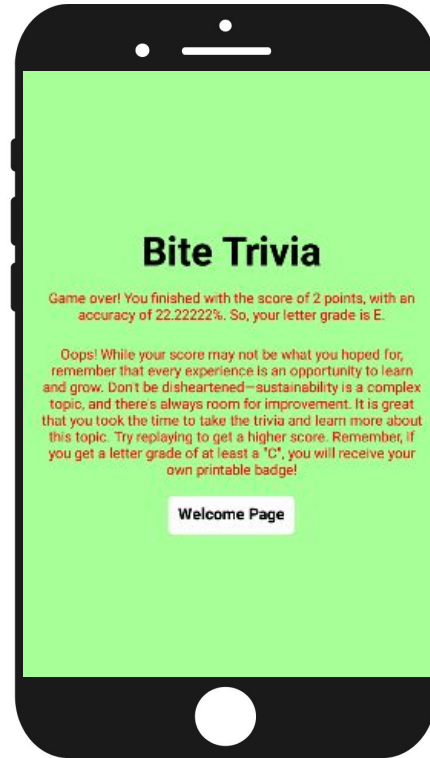 Bite Trivia
Game over! You finished with the score of 2 points, with an
accuracy of 22.22222%. So, your letter grade is E.
Oops! While your score may not be what you hoped for,
remember that every experience is an opportunity to learn
and grow. Don't be disheartened—sustainability is a complex
topic, and there's always room for improvement. It is great
that you took the time to take the trivia and learn more about
this topic. Try replaying to get a higher score. Remember, if
you get a letter grade of at least a "C", you will receive your
own printable badge!
Welcome Page